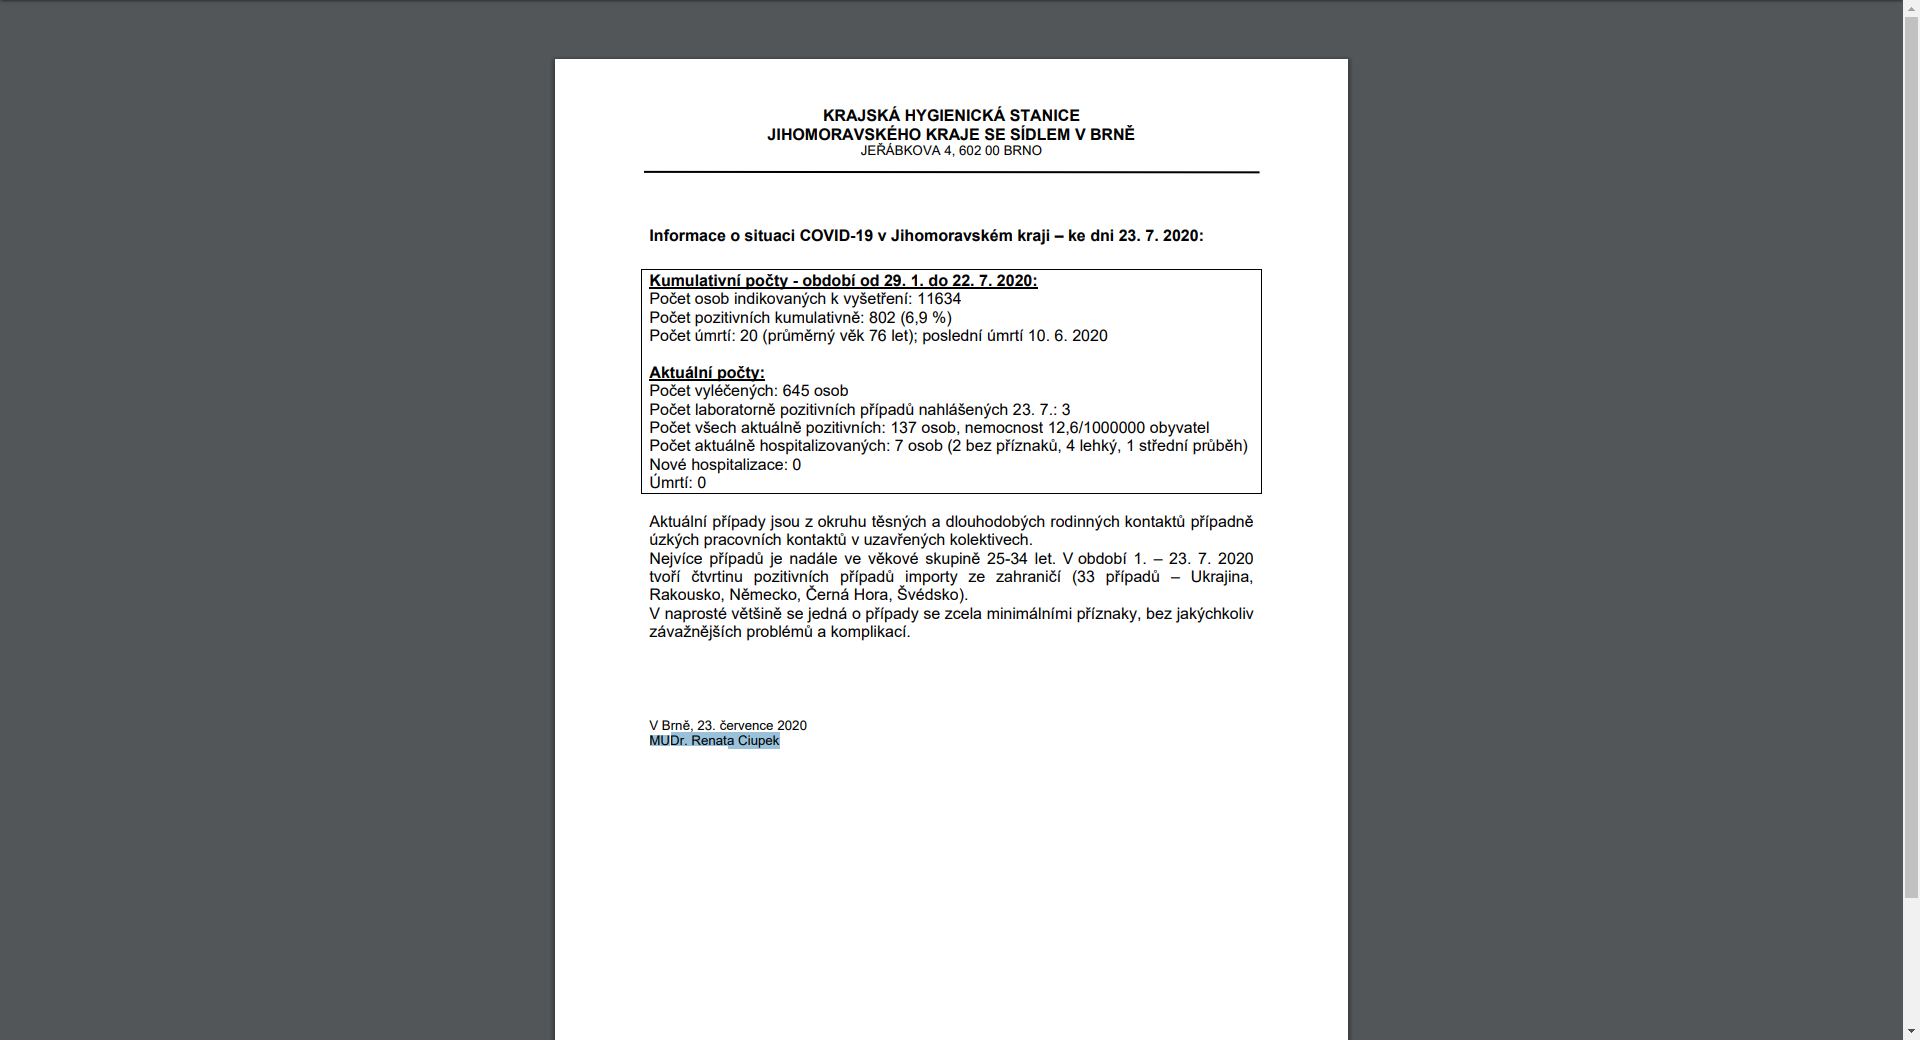 KRAJSKÁ HYGIENICKÁ STANICE
JIHOMORAVSKÉHO KRAJE SE SÍDLEM V BRNĚ
JEŘÁBKOVA 4, 602 00 BRNO
Informace o situaci COVID-19 v Jihomoravském kraji – ke dni 23. 7. 2020:
Kumulativní počty - období od 29. 1. do 22. 7. 2020:
Počet osob indikovaných k vyšetření: 11634
Počet pozitivních kumulativně: 802 (6,9 %)
Počet úmrtí: 20 (průměrný věk 76 let); poslední úmrtí 10. 6. 2020
Aktuální počty:
Počet vyléčených: 645 osob
Počet laboratorně pozitivních případů nahlášených 23. 7.: 3
Počet všech aktuálně pozitivních: 137 osob, nemocnost 12,6/1000000 obyvatel
Počet aktuálně hospitalizovaných: 7 osob (2 bez příznaků, 4 lehký, 1 střední průběh)
Nové hospitalizace: 0
Úmrtí: 0
Aktuální případy jsou z okruhu těsných a dlouhodobých rodinných kontaktů případně
úzkých pracovních kontaktů v uzavřených kolektivech.
Nejvíce případů je nadále ve věkové skupině 25-34 let. V období 1. – 23. 7. 2020
tvoří čtvrtinu pozitivních případů importy ze zahraničí (33 případů – Ukrajina,
Rakousko, Německo, Černá Hora, Švédsko).
V naprosté většině se jedná o případy se zcela minimálními příznaky, bez jakýchkoliv
závažnějších problémů a komplikací.
V Brně, 23. července 2020
MUDr. Renata Ciupek